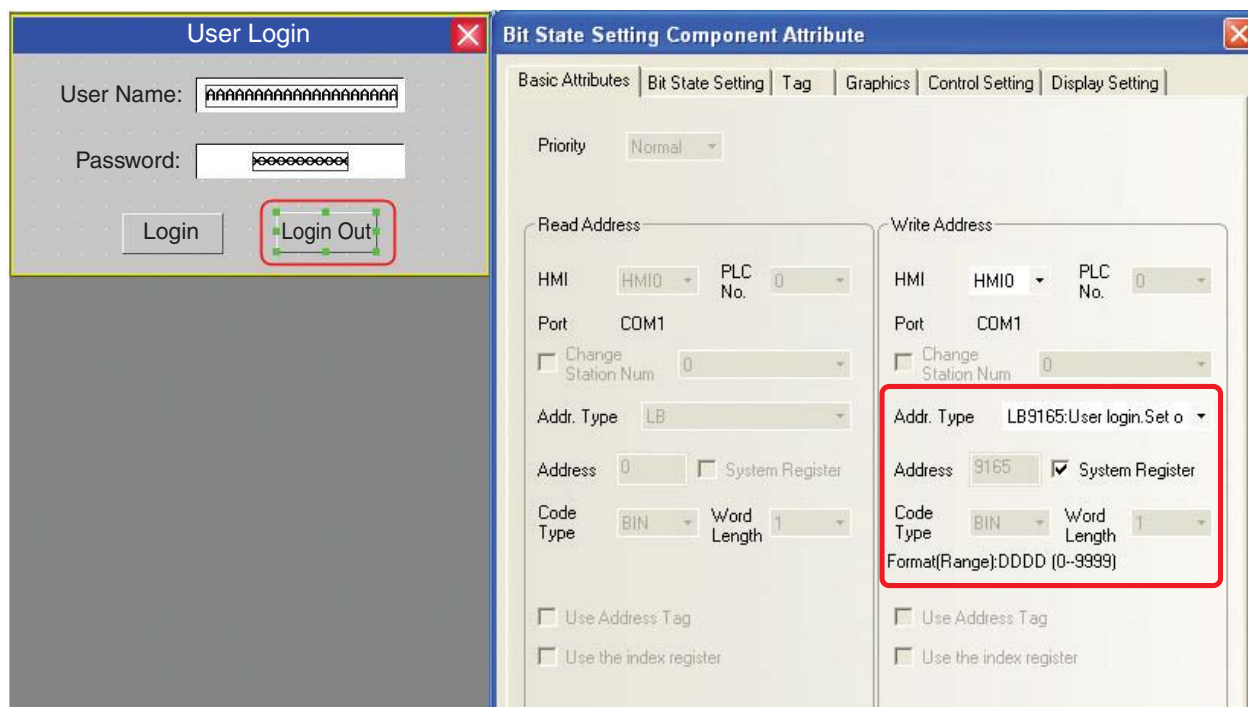 User Login
User Name: AAAAAAAAAAAAAAAAAAAA
Password:
Login Login Out
Bit State Setting Component Attribute
Basic Attributes Bit State Setting Tag Graphics Control Setting Display Setting
Priority Normal
Read Address
HMI HMI0 PLC No. 0
Port COM1
Change Station Num 0
Addr. Type LB
Address 0 System Register
Code Type BIN Word Length 1
Use Address Tag
Use the index register
Write Address
HMI HMI0 PLC No. 0
Port COM1
Change Station Num 0
Addr. Type LB9165:User login.Set o
Address 9165 System Register
Code Type BIN Word Length 1
Format(Range):DDDD (0--9999)
Use Address Tag
Use the index register